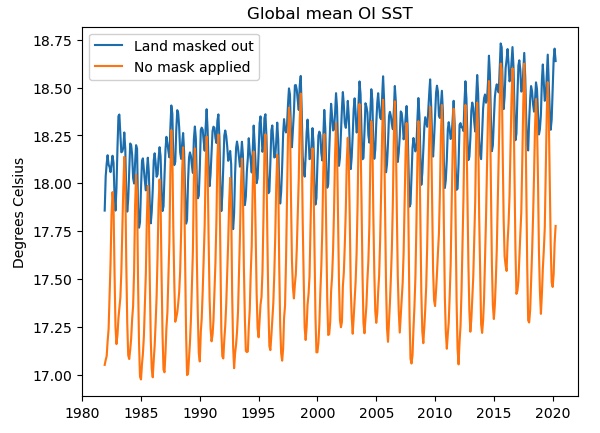 Global mean OI SST
Land masked out
No mask applied
Degrees Celsius
18.75
18.50
18.25
18.00
17.75
17.50
17.25
17.00
1980 1985 1990 1995 2000 2005 2010 2015 2020